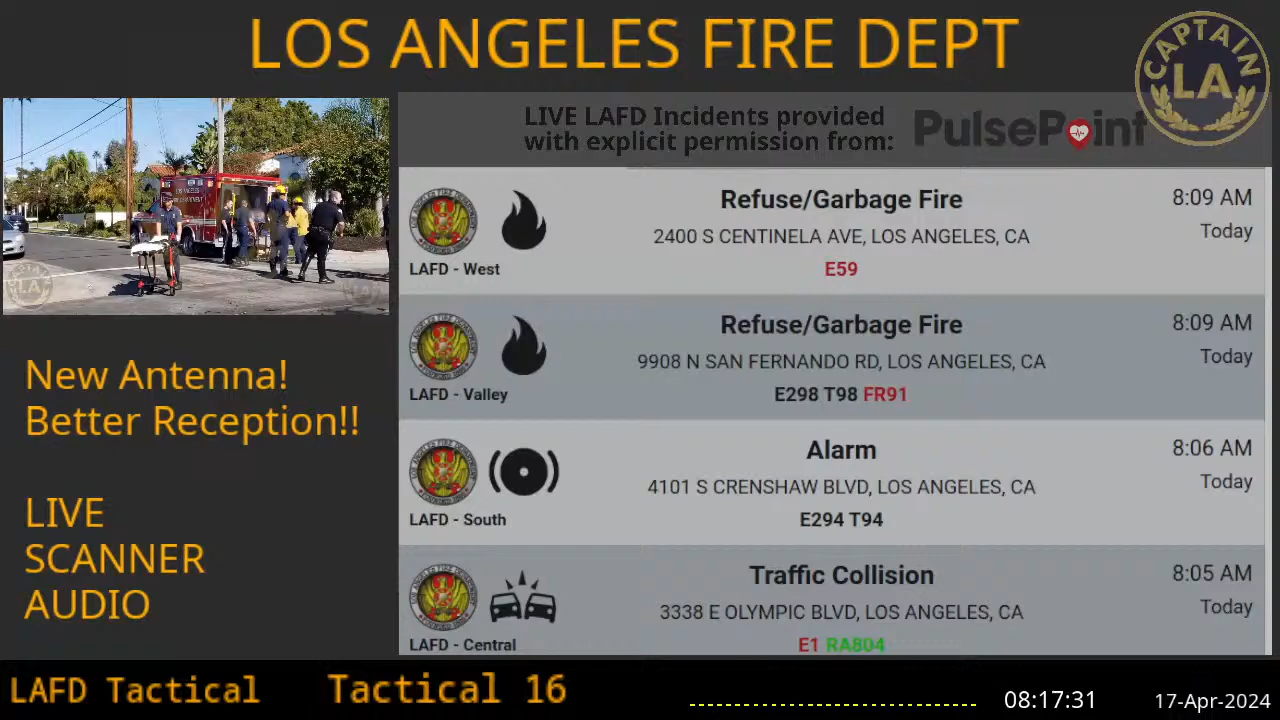 LOS ANGELES FIRE DEPT
CAPTAIN
LA
LIVE LAFD Incidents provided
with explicit permission from:
PulsePoint
Refuse/Garbage Fire
8:09 AM
2400 S CENTINELA AVE, LOS ANGELES, CA
Today
LAFD - West
E59
Refuse/Garbage Fire
8:09 AM
9908 N SAN FERNANDO RD, LOS ANGELES, CA
Today
LAFD - Valley
E298 T98 FR91
Alarm
8:06 AM
4101 S CRENSHAW BLVD, LOS ANGELES, CA
Today
LAFD - South
E294 T94
Traffic Collision
8:05 AM
3338 E OLYMPIC BLVD, LOS ANGELES, CA
Today
LAFD - Central
E1 RA804
New Antenna!
Better Reception!!
LIVE
SCANNER
AUDIO
LAFD Tactical
Tactical 16
08:17:31
17-Apr-2024